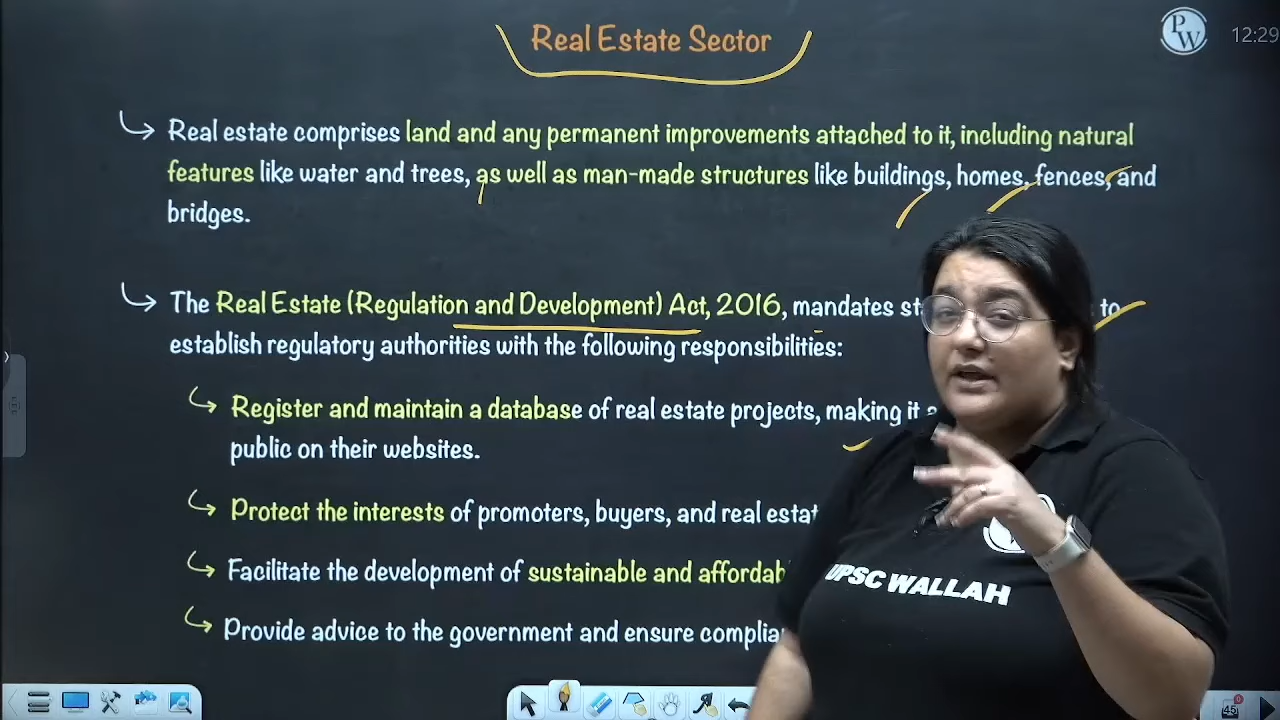 Real Estate Sector
PW
12:29
Real estate comprises land and any permanent improvements attached to it, including natural
features like water and trees, as well as man-made structures like buildings, homes, fences, and
bridges.
The Real Estate (Regulation and Development) Act, 2016, mandates to
establish regulatory authorities with the following responsibilities:
Register and maintain a database of real estate projects, making it
public on their websites.
Protect the interests of promoters, buyers, and real
Facilitate the development of sustainable and
Provide advice to the government and ensure
UPSC WALLAH
45